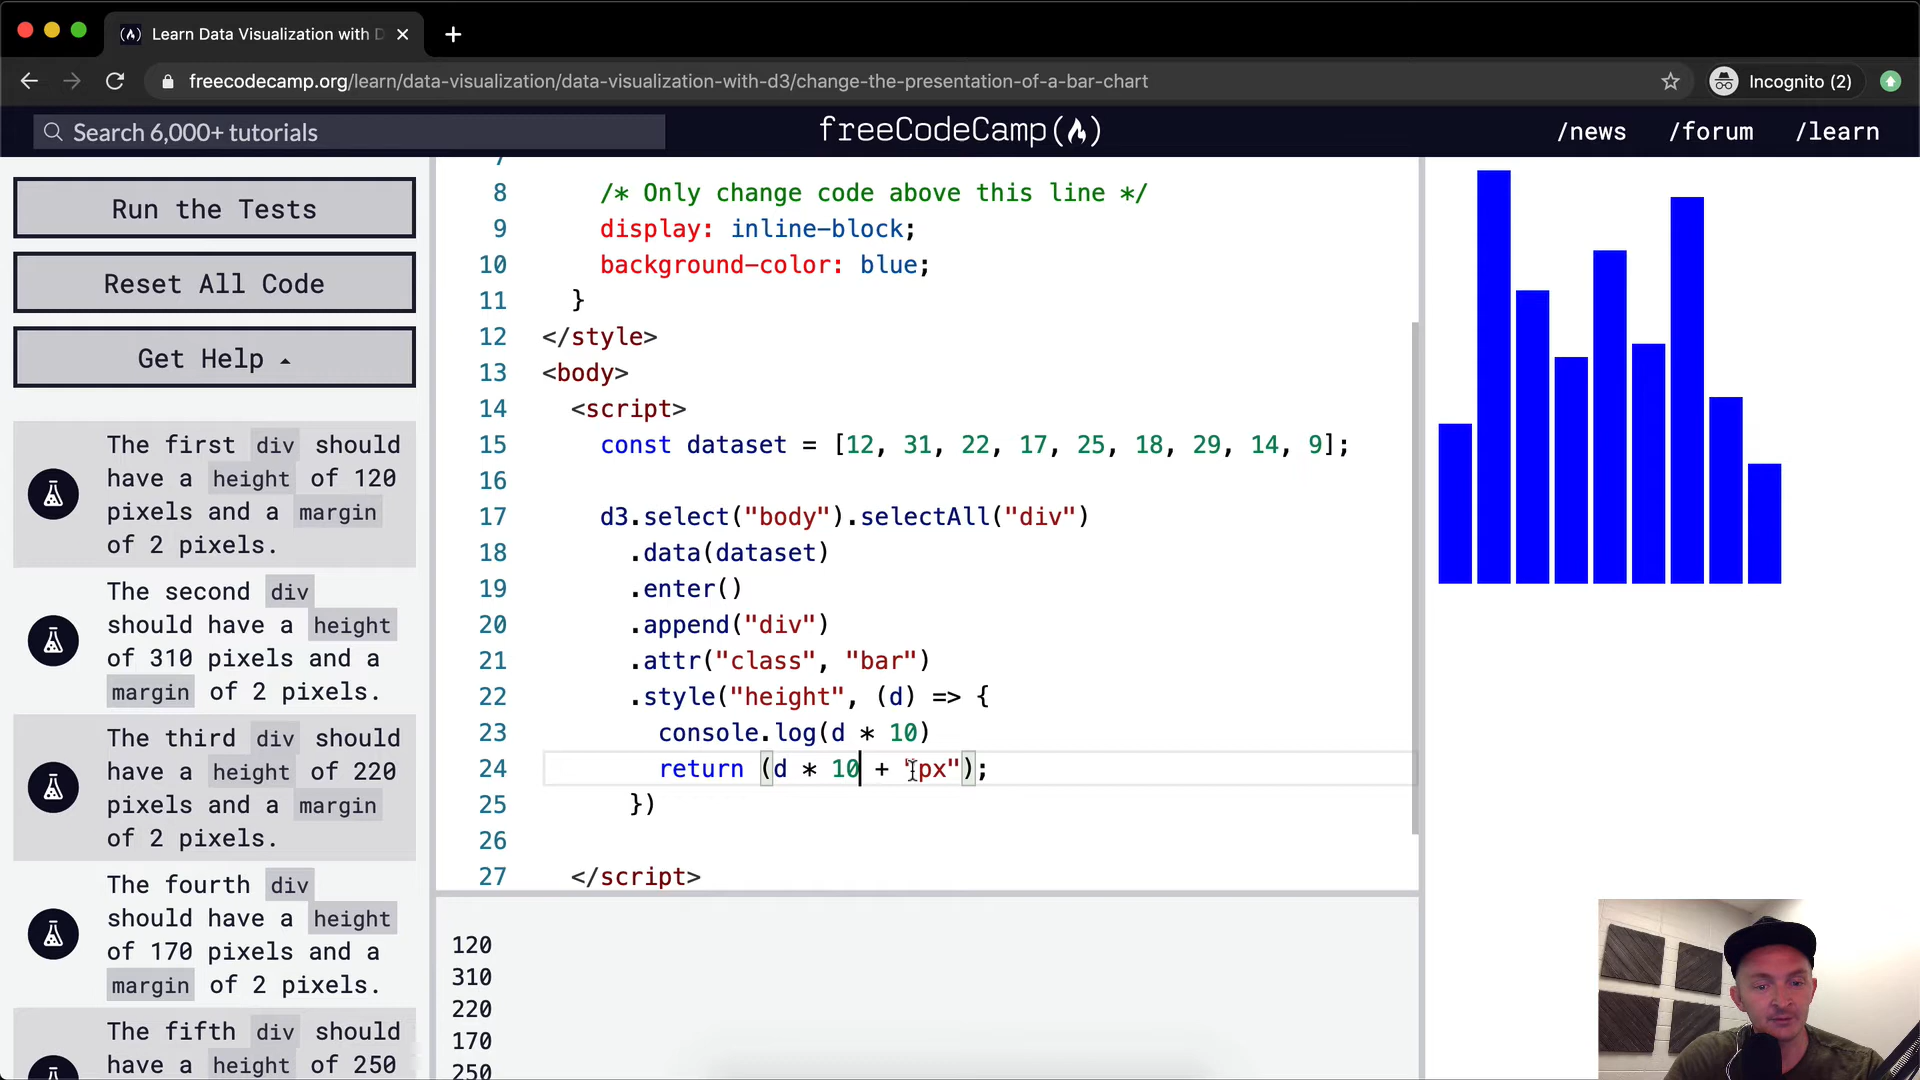 Learn Data Visualization with D
freecodecamp.org/learn/data-visualization/data-visualization-with-d3/change-the-presentation-of-a-bar-chart
Incognito (2)
Search 6,000+ tutorials
freeCodeCamp
/news
/forum
/learn
Run the Tests
Reset All Code
Get Help
The first div should
have a height of 120
pixels and a margin
of 2 pixels.
The second div
should have a height
of 310 pixels and a
margin of 2 pixels.
The third div should
have a height of 220
pixels and a margin
of 2 pixels.
The fourth div
should have a height
of 170 pixels and a
margin of 2 pixels.
The fifth div should
have a height of 250
7
8 /* Only change code above this line */
9 display: inline-block;
10 background-color: blue;
11 }
12 </style>
13 <body>
14 <script>
15 const dataset = [12, 31, 22, 17, 25, 18, 29, 14, 9];
16
17 d3.select("body").selectAll("div")
18 .data(dataset)
19 .enter()
20 .append("div")
21 .attr("class", "bar")
22 .style("height", (d) => {
23 console.log(d * 10)
24 return (d * 10 + "px");
25 })
26
27 </script>
120
310
220
170
250